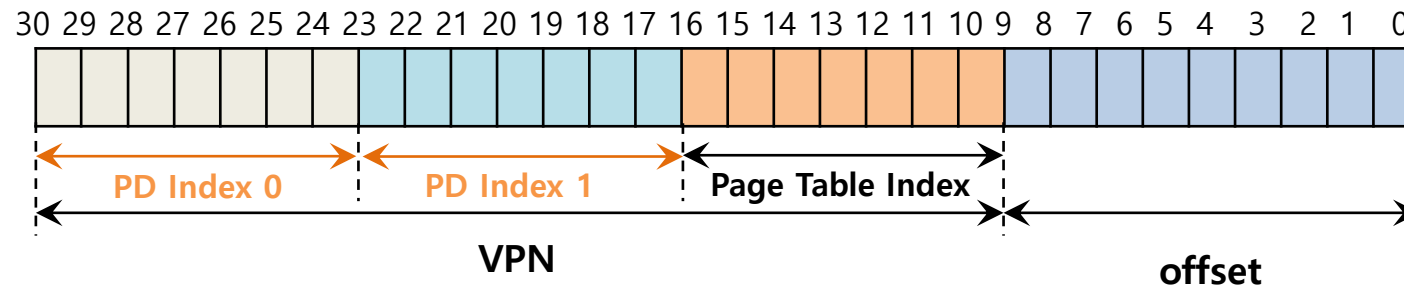 30 29 28 27 26 25 24 23 22 21 20 19 18 17 16 15 14 13 12 11 10 9 8 7 6 5 4 3 2 1 0
PD Index 0 PD Index 1 Page Table Index
VPN
offset